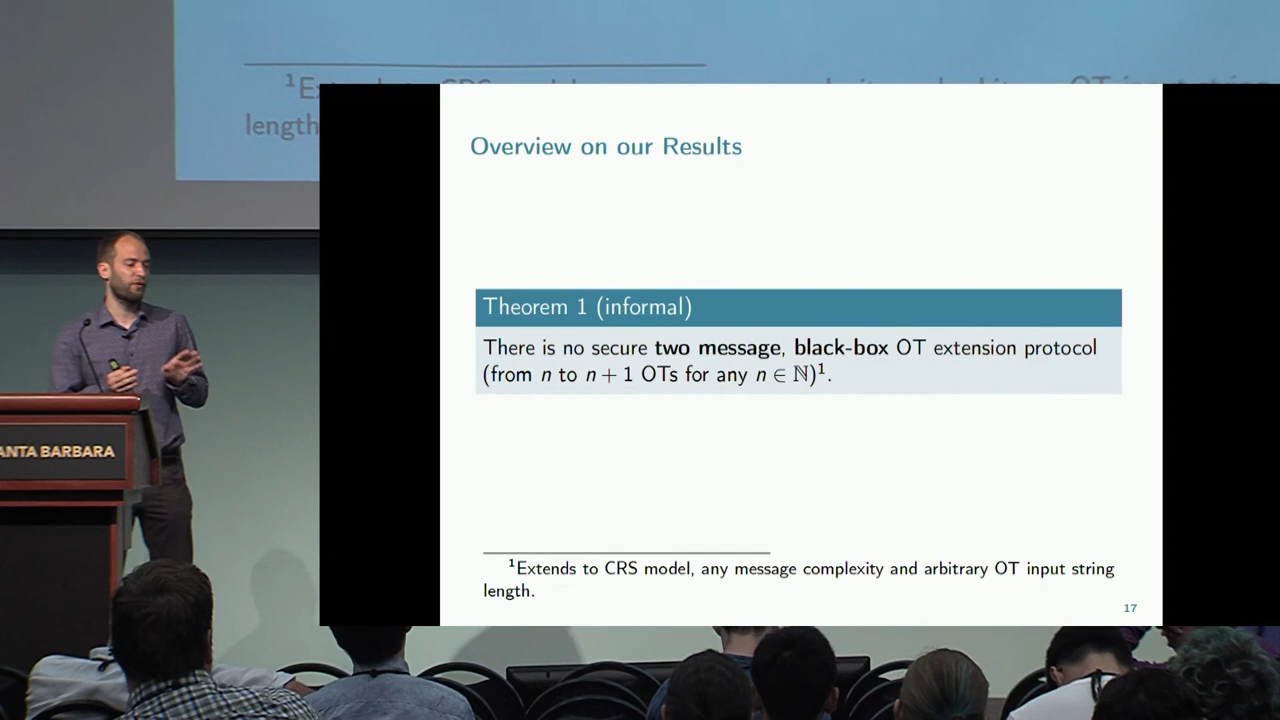 1
length
Overview on our Results
Theorem 1 (informal)
There is no secure two message, black-box OT extension protocol
(from n to n + 1 OTs for any n ∈ ℕ)¹.
¹Extends to CRS model, any message complexity and arbitrary OT input string
length.
17
ANTA BARBARA